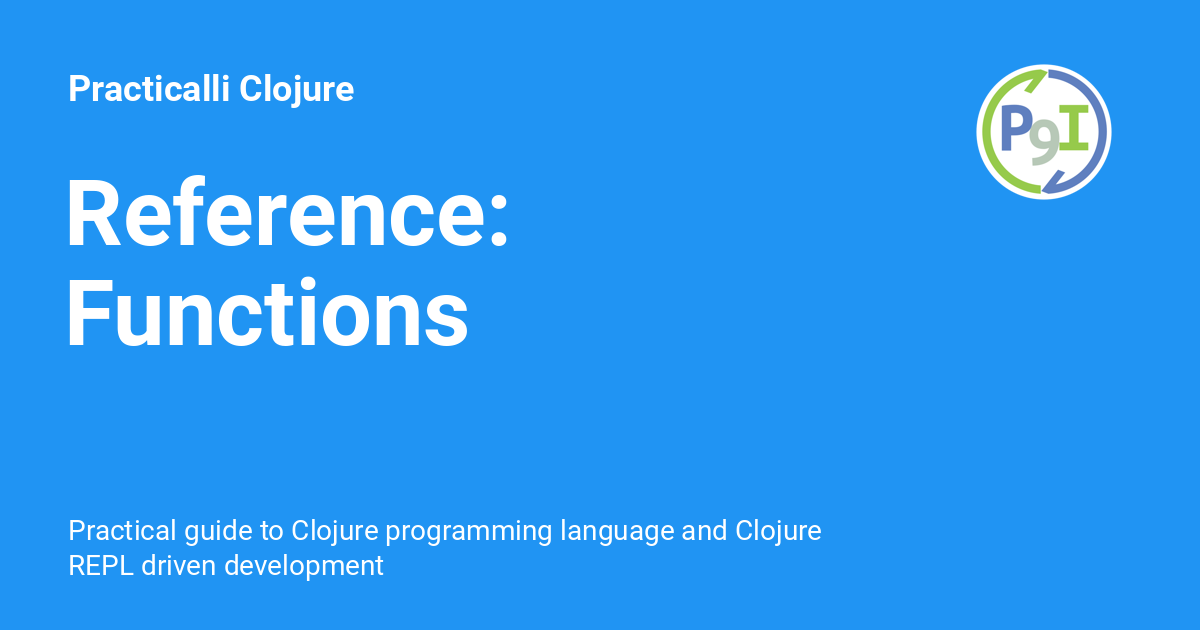 Practicalli Clojure
Reference:
Functions
P9I
Practical guide to Clojure programming language and Clojure
REPL driven development